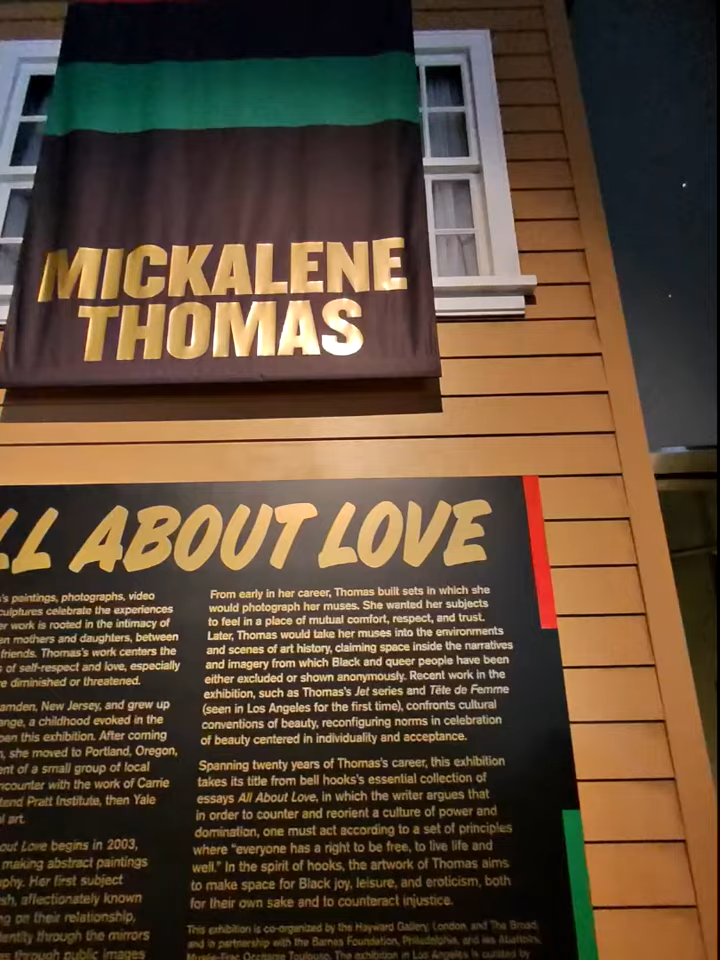 MICKALENE
THOMAS
LL ABOUT LOVE
's paintings, photographs, video
culptures celebrate the experiences
er work is rooted in the intimacy of
en mothers and daughters, between
friends. Thomas's work centers the
s of self-respect and love, especially
e diminished or threatened.
amden, New Jersey, and grew up
ange, a childhood evoked in the
pen this exhibition. After coming
n, she moved to Portland, Oregon,
ent of a small group of local
ncounter with the work of Carrie
tend Pratt Institute, then Yale
l art.
out Love begins in 2003,
making abstract paintings
phy. Her first subject
sh, affectionately known
ng on their relationship,
dentity through the mirrors
es through public images
From early in her career, Thomas built sets in which she
would photograph her muses. She wanted her subjects
to feel in a place of mutual comfort, respect, and trust.
Later, Thomas would take her muses into the environments
and scenes of art history, claiming space inside the narratives
and imagery from which Black and queer people have been
either excluded or shown anonymously. Recent work in the
exhibition, such as Thomas's Jet series and Tête de Femme
(seen in Los Angeles for the first time), confronts cultural
conventions of beauty, reconfiguring norms in celebration
of beauty centered in individuality and acceptance.
Spanning twenty years of Thomas's career, this exhibition
takes its title from bell hooks's essential collection of
essays All About Love, in which the writer argues that
in order to counter and reorient a culture of power and
domination, one must act according to a set of principles
where "everyone has a right to be free, to live life and
well." In the spirit of hooks, the artwork of Thomas aims
to make space for Black joy, leisure, and eroticism, both
for their own sake and to counteract injustice.
This exhibition is co-organized by the Hayward Gallery, London, and The Broad,
and in partnership with the Barnes Foundation, Philadelphia, and les Abattoirs,
Musée-Frac Occitanie Toulouse. The exhibition in Los Angeles is curated by